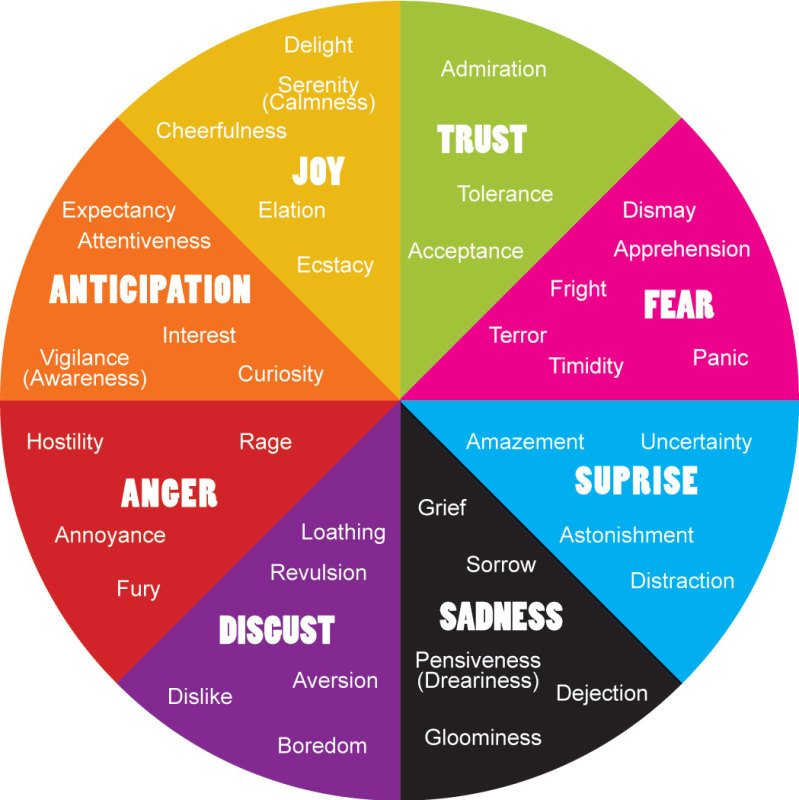 Delight
Serenity
(Calmness)
Cheerfulness
JOY
Elation
Ecstacy
Admiration
TRUST
Tolerance
Acceptance
Dismay
Apprehension
Fright
FEAR
Terror
Timidity
Panic
Amazement
Uncertainty
SUPRISE
Astonishment
Distraction
Grief
Sorrow
SADNESS
Pensiveness
(Dreariness)
Dejection
Gloominess
Loathing
Revulsion
DISGUST
Aversion
Dislike
Boredom
Hostility
Rage
ANGER
Annoyance
Fury
Expectancy
Attentiveness
ANTICIPATION
Interest
Vigilance
(Awareness)
Curiosity